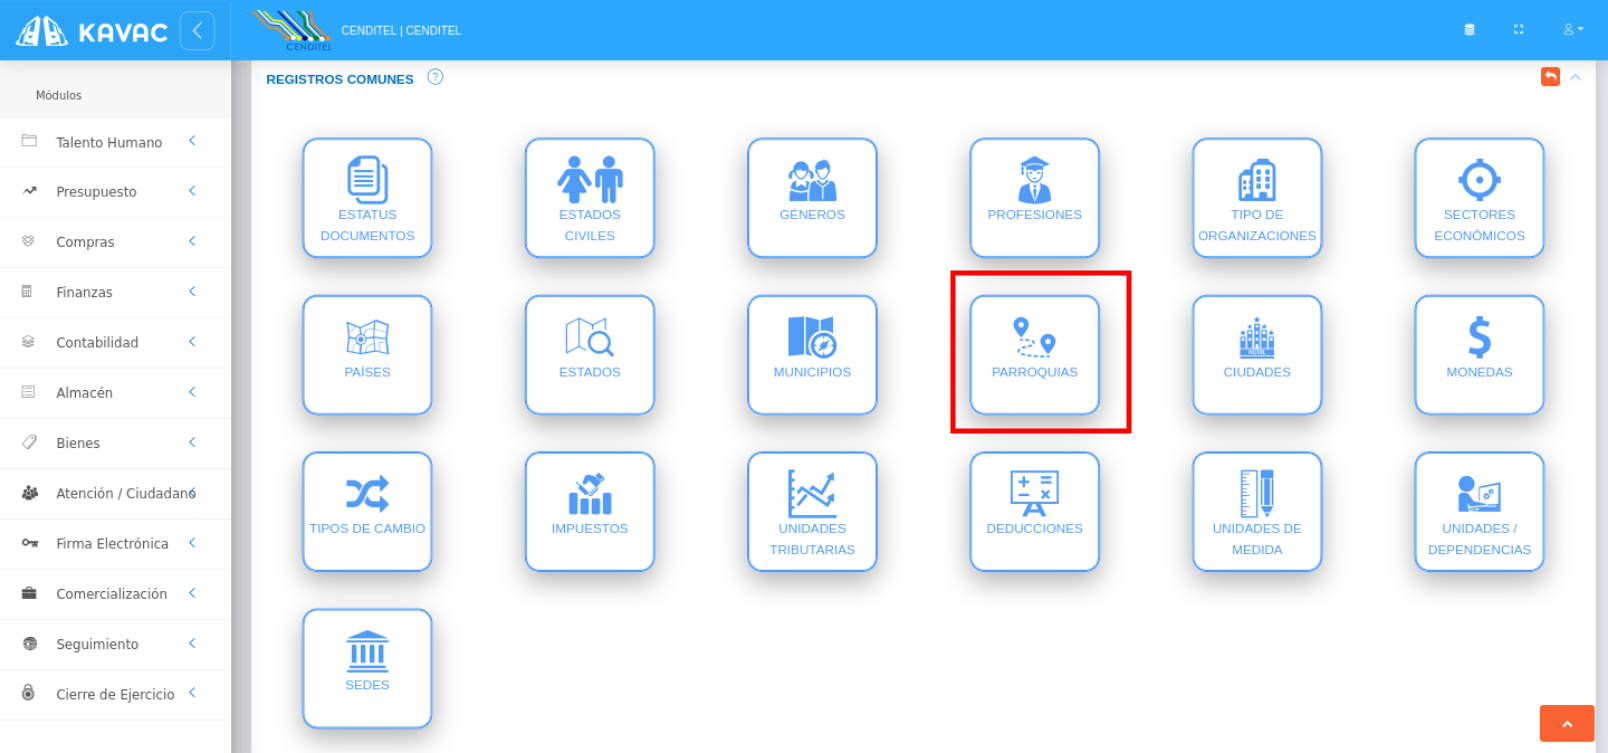 KAVAC
CENDITEL
CENDITEL | CENDITEL
Módulos
Talento Humano
Presupuesto
Compras
Finanzas
Contabilidad
Almacén
Bienes
Atención / Ciudadano
Firma Electrónica
Comercialización
Seguimiento
Cierre de Ejercicio
REGISTROS COMUNES ?
ESTATUS
DOCUMENTOS
ESTADOS
CIVILES
GÉNEROS
PROFESIONES
TIPO DE
ORGANIZACIONES
SECTORES
ECONÓMICOS
PAÍSES
ESTADOS
MUNICIPIOS
PARROQUIAS
HOTEL
CIUDADES
$
MONEDAS
TIPOS DE CAMBIO
IMPUESTOS
UNIDADES
TRIBUTARIAS
DEDUCCIONES
UNIDADES DE
MEDIDA
UNIDADES /
DEPENDENCIAS
SEDES